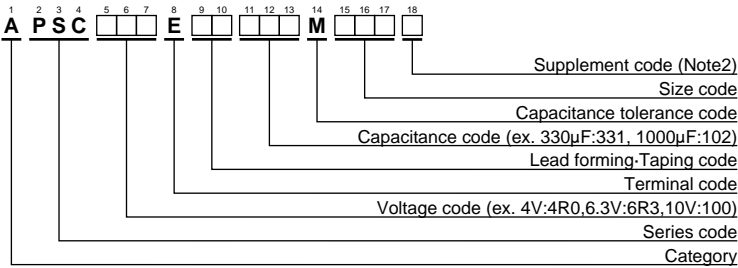 1 2 3 4 5 6 7 8 9 10 11 12 13 14 15 16 17 18
A PSC □□□ E □□ □□□ M □□□ □
Supplement code (Note2)
Size code
Capacitance tolerance code
Capacitance code (ex. 330µF:331, 1000µF:102)
Lead forming·Taping code
Terminal code
Voltage code (ex. 4V:4R0,6.3V:6R3,10V:100)
Series code
Category